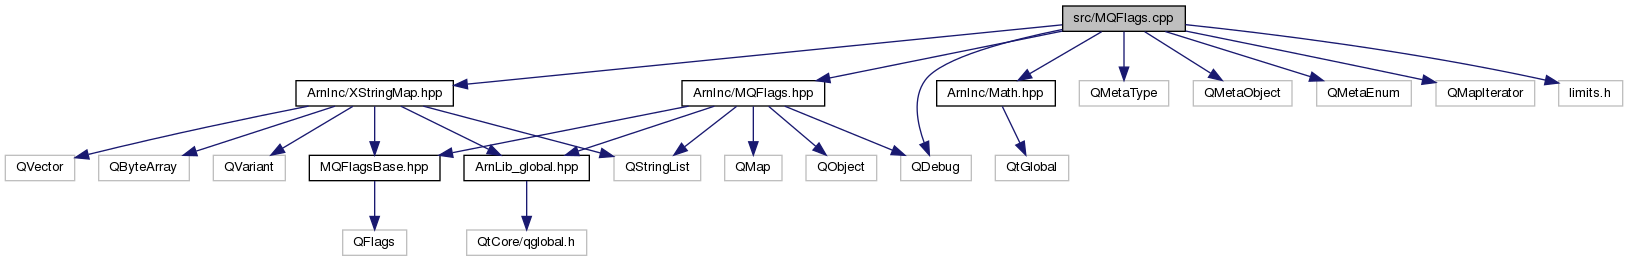 src/MQFlags.cpp
ArnInc/XStringMap.hpp
ArnInc/MQFlags.hpp
ArnInc/Math.hpp
QMetaType
QMetaObject
QMetaEnum
QMapIterator
limits.h
QVector
QByteArray
QVariant
MQFlagsBase.hpp
ArnLib_global.hpp
QStringList
QMap
QObject
QDebug
QtGlobal
QFlags
QtCore/qglobal.h